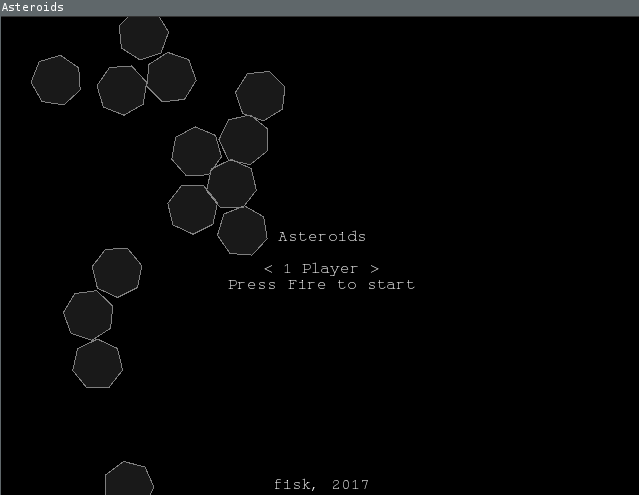 Asteroids
Asteroids
< 1 Player >
Press Fire to start
fisk, 2017